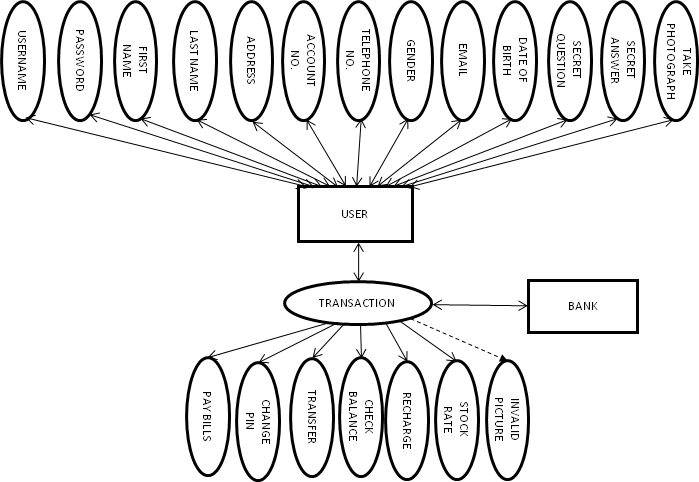 USERNAME
PASSWORD
FIRST
NAME
LAST NAME
ADDRESS
ACCOUNT
NO.
TELEPHONE
NO.
GENDER
EMAIL
DATE OF
BIRTH
SECRET
QUESTION
SECRET
ANSWER
TAKE
PHOTOGRAPH
USER
TRANSACTION
BANK
PAY BILLS
CHANGE
PIN
TRANSFER
CHECK
BALANCE
RECHARGE
STOCK
RATE
INVALID
PICTURE